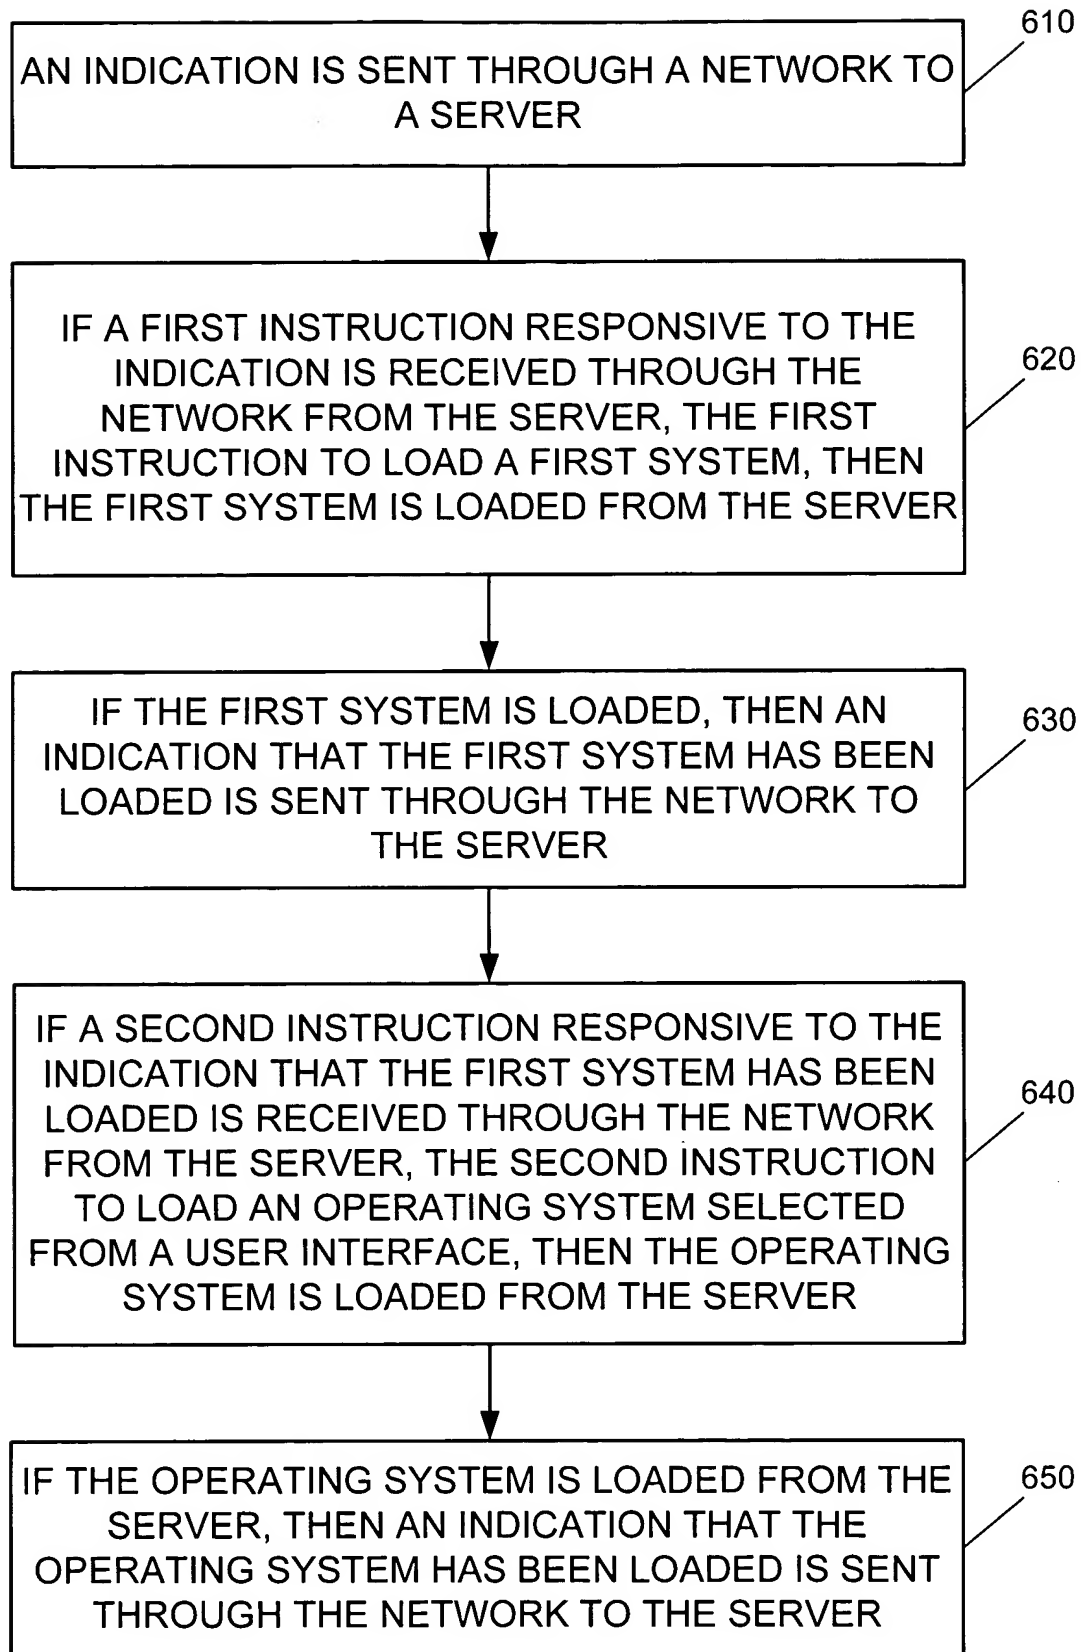 610
AN INDICATION IS SENT THROUGH A NETWORK TO
A SERVER
620
IF A FIRST INSTRUCTION RESPONSIVE TO THE
INDICATION IS RECEIVED THROUGH THE
NETWORK FROM THE SERVER, THE FIRST
INSTRUCTION TO LOAD A FIRST SYSTEM, THEN
THE FIRST SYSTEM IS LOADED FROM THE SERVER
630
IF THE FIRST SYSTEM IS LOADED, THEN AN
INDICATION THAT THE FIRST SYSTEM HAS BEEN
LOADED IS SENT THROUGH THE NETWORK TO
THE SERVER
640
IF A SECOND INSTRUCTION RESPONSIVE TO THE
INDICATION THAT THE FIRST SYSTEM HAS BEEN
LOADED IS RECEIVED THROUGH THE NETWORK
FROM THE SERVER, THE SECOND INSTRUCTION
TO LOAD AN OPERATING SYSTEM SELECTED
FROM A USER INTERFACE, THEN THE OPERATING
SYSTEM IS LOADED FROM THE SERVER
650
IF THE OPERATING SYSTEM IS LOADED FROM THE
SERVER, THEN AN INDICATION THAT THE
OPERATING SYSTEM HAS BEEN LOADED IS SENT
THROUGH THE NETWORK TO THE SERVER